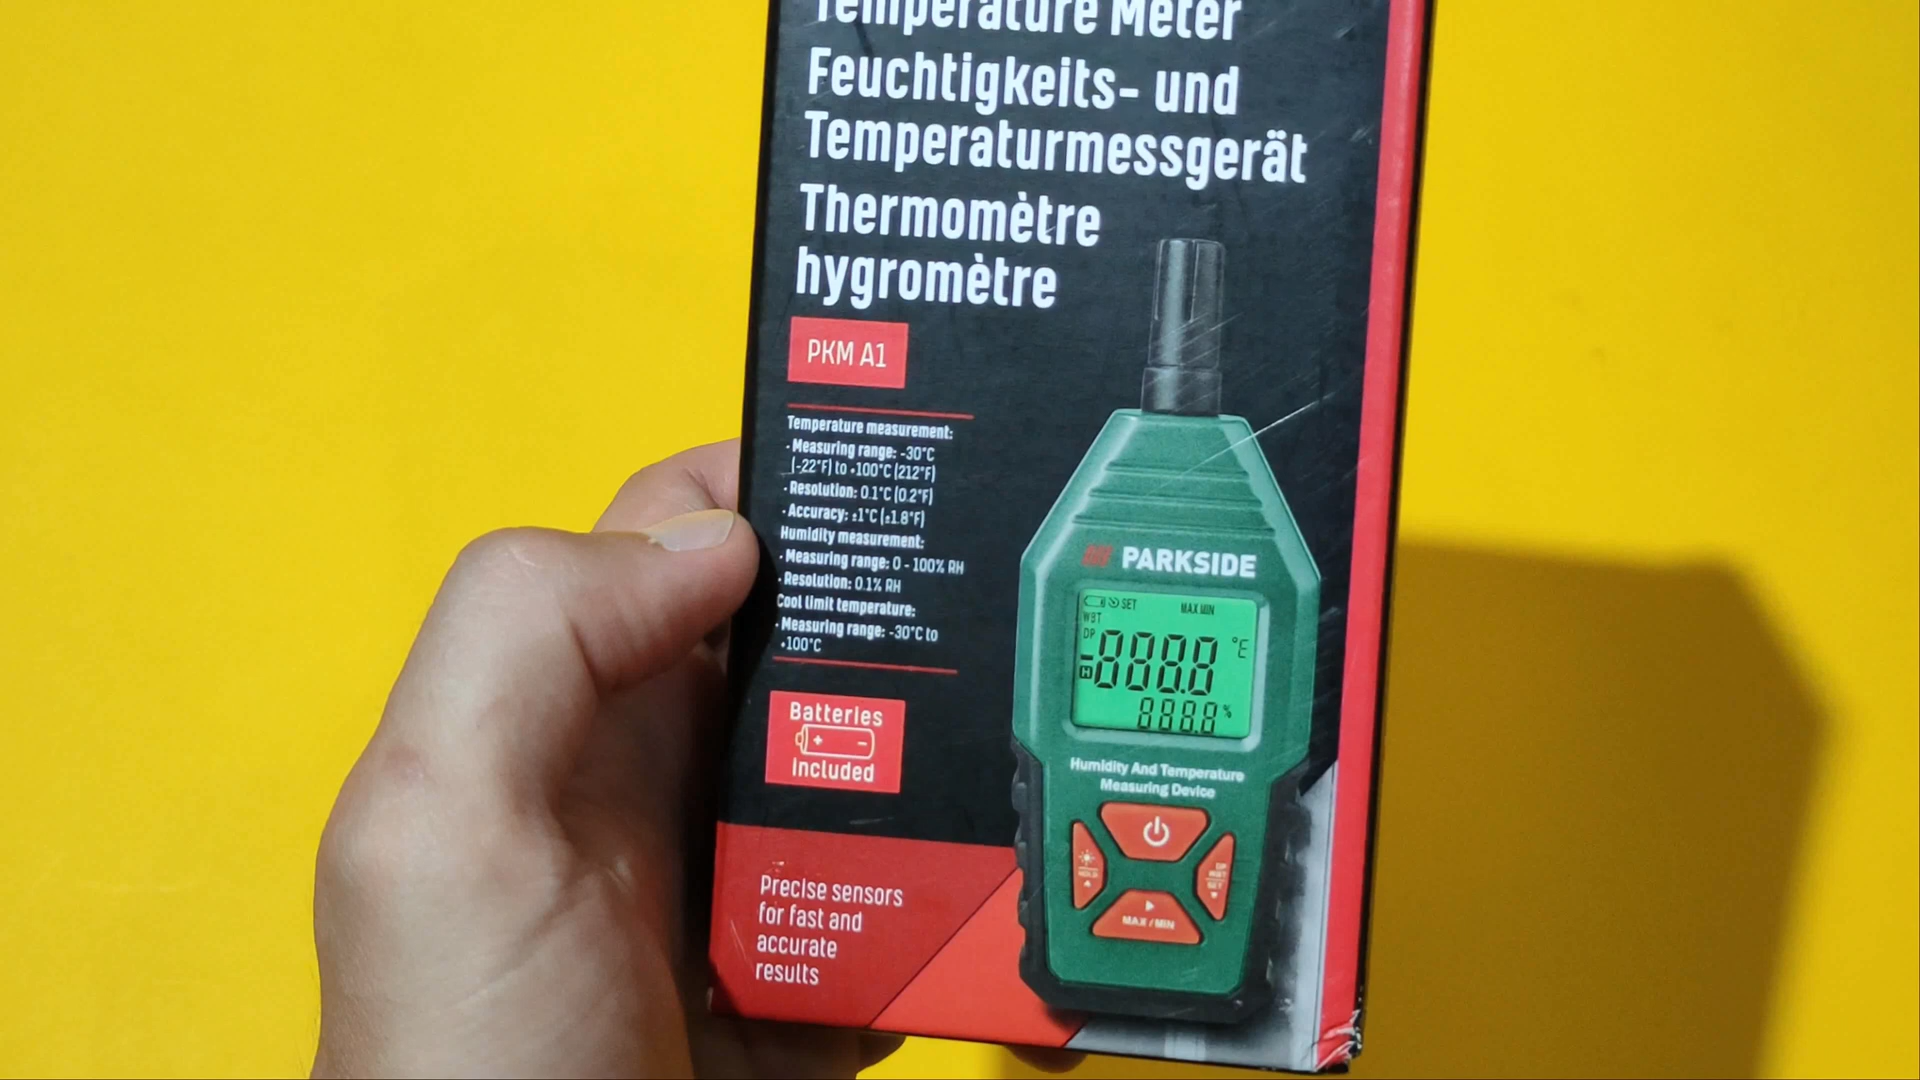 Temperature Meter
Feuchtigkeits- und
Temperaturmessgerät
Thermomètre
hygromètre
PKM A1
Temperature measurement:
· Measuring range: -30°C
(-22°F) to +100°C (212°F)
· Resolution: 0.1°C (0.2°F)
· Accuracy: ±1°C (±1.8°F)
Humidity measurement:
· Measuring range: 0 - 100% RH
· Resolution: 0.1% RH
Cool limit temperature:
· Measuring range: -30°C to
+100°C
Batteries
+ −
included
Precise sensors
for fast and
accurate
results
PARKSIDE
SET MAX MIN
WBT
DP
-888.8 °E
H
888.8 %
Humidity And Temperature
Measuring Device
HOLD
MAX / MIN